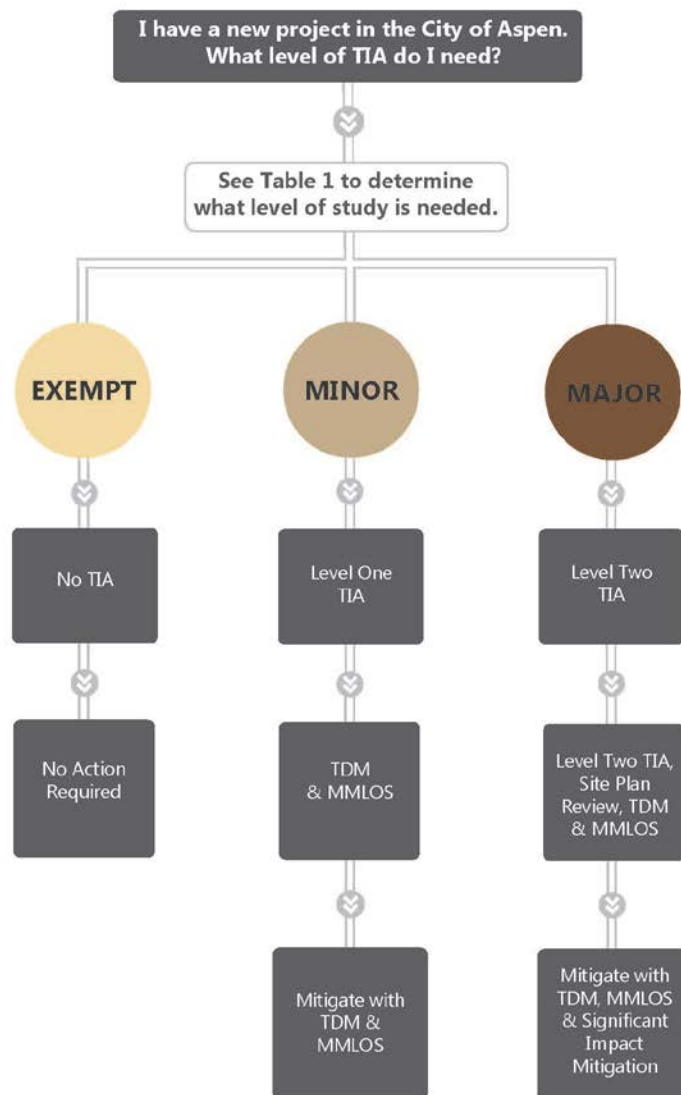 I have a new project in the City of Aspen.
What level of TIA do I need?
See Table 1 to determine
what level of study is needed.
EXEMPT
MINOR
MAJOR
No TIA
Level One
TIA
Level Two
TIA
No Action
Required
TDM
& MMLOS
Level Two TIA,
Site Plan
Review, TDM
& MMLOS
Mitigate with
TDM &
MMLOS
Mitigate with
TDM, MMLOS
& Significant
Impact
Mitigation